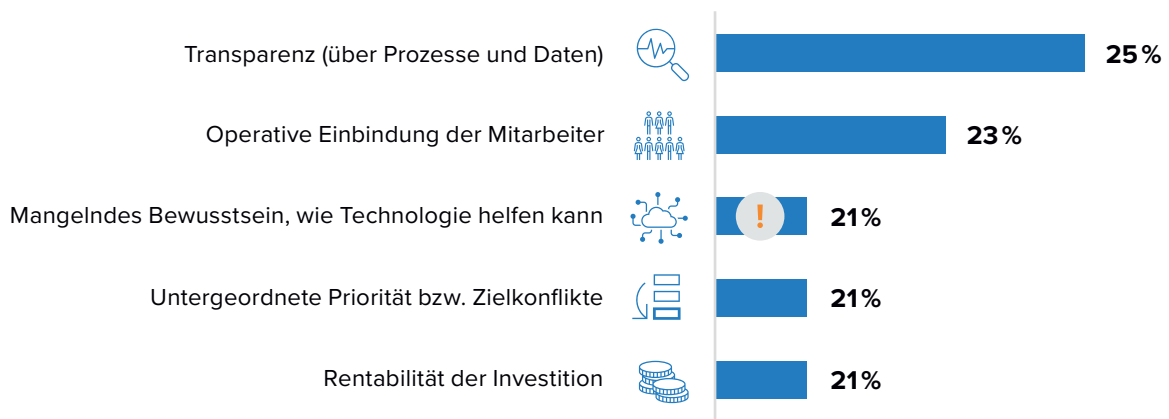 Transparenz (über Prozesse und Daten) 25 %
Operative Einbindung der Mitarbeiter 23 %
Mangelndes Bewusstsein, wie Technologie helfen kann ! 21 %
Untergeordnete Priorität bzw. Zielkonflikte 21 %
Rentabilität der Investition 21 %